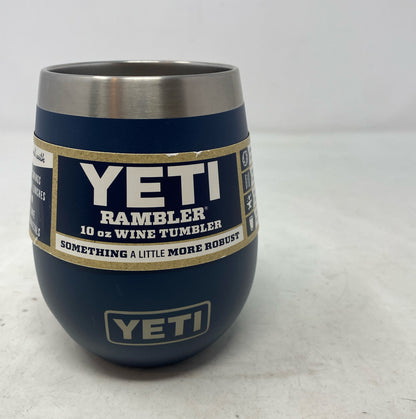 YETI
RAMBLER®
10 oz WINE TUMBLER
SOMETHING A LITTLE MORE ROBUST
YETI